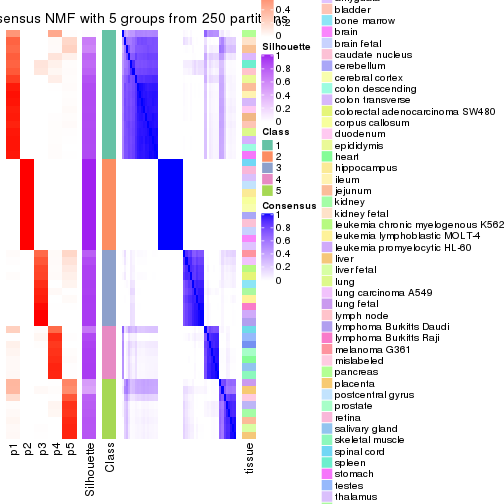 sensus NMF with 5 groups from 250 partitions
0.4
0.2
0
Silhouette
1
0.8
0.6
0.4
0.2
0
Class
1
2
3
4
5
Consensus
1
0.8
0.6
0.4
0.2
0
p1
p2
p3
p4
p5
Silhouette
Class
tissue
bladder
bone marrow
brain
brain fetal
caudate nucleus
cerebellum
cerebral cortex
colon descending
colon transverse
colorectal adenocarcinoma SW480
corpus callosum
duodenum
epididymis
heart
hippocampus
ileum
jejunum
kidney
kidney fetal
leukemia chronic myelogenous K562
leukemia lymphoblastic MOLT-4
leukemia promyelocytic HL-60
liver
liver fetal
lung
lung carcinoma A549
lung fetal
lymph node
lymphoma Burkitts Daudi
lymphoma Burkitts Raji
melanoma G361
mislabeled
pancreas
placenta
postcentral gyrus
prostate
retina
salivary gland
skeletal muscle
spinal cord
spleen
stomach
testes
thalamus